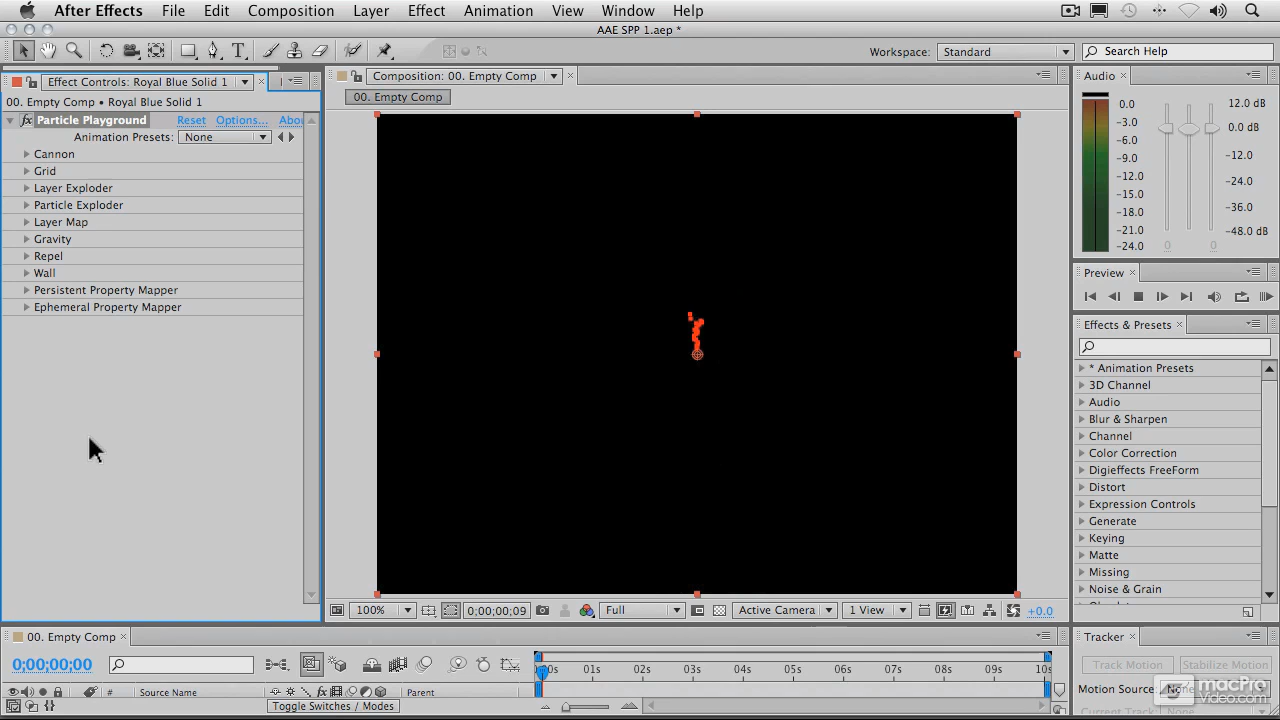 After Effects File Edit Composition Layer Effect Animation View Window Help
AAE SPP 1.aep *
Workspace: Standard Search Help
Effect Controls: Royal Blue Solid 1
Composition: 00. Empty Comp
Audio
00. Empty Comp • Royal Blue Solid 1
00. Empty Comp
Particle Playground Reset Options... Abou
Animation Presets: None
Cannon
Grid
Layer Exploder
Particle Exploder
Layer Map
Gravity
Repel
Wall
Persistent Property Mapper
Ephemeral Property Mapper
0.0
-3.0
-6.0
-9.0
-12.0
-15.0
-18.0
-21.0
-24.0
12.0 dB
0.0 dB
-12.0
-24.0
-36.0
-48.0 dB
0 0
Preview
Effects & Presets
* Animation Presets
3D Channel
Audio
Blur & Sharpen
Channel
Color Correction
Digieffects FreeForm
Distort
Expression Controls
Generate
Keying
Matte
Missing
Noise & Grain
100% 0;00;00;09 Full Active Camera 1 View +0.0
00. Empty Comp
0;00;00;00
00s 01s 02s 03s 04s 05s 06s 07s 08s 09s 10s
# Source Name Parent
Toggle Switches / Modes
Tracker
Track Motion Stabilize Motion
Motion Source: None
Current Track:
macPro
Video.com